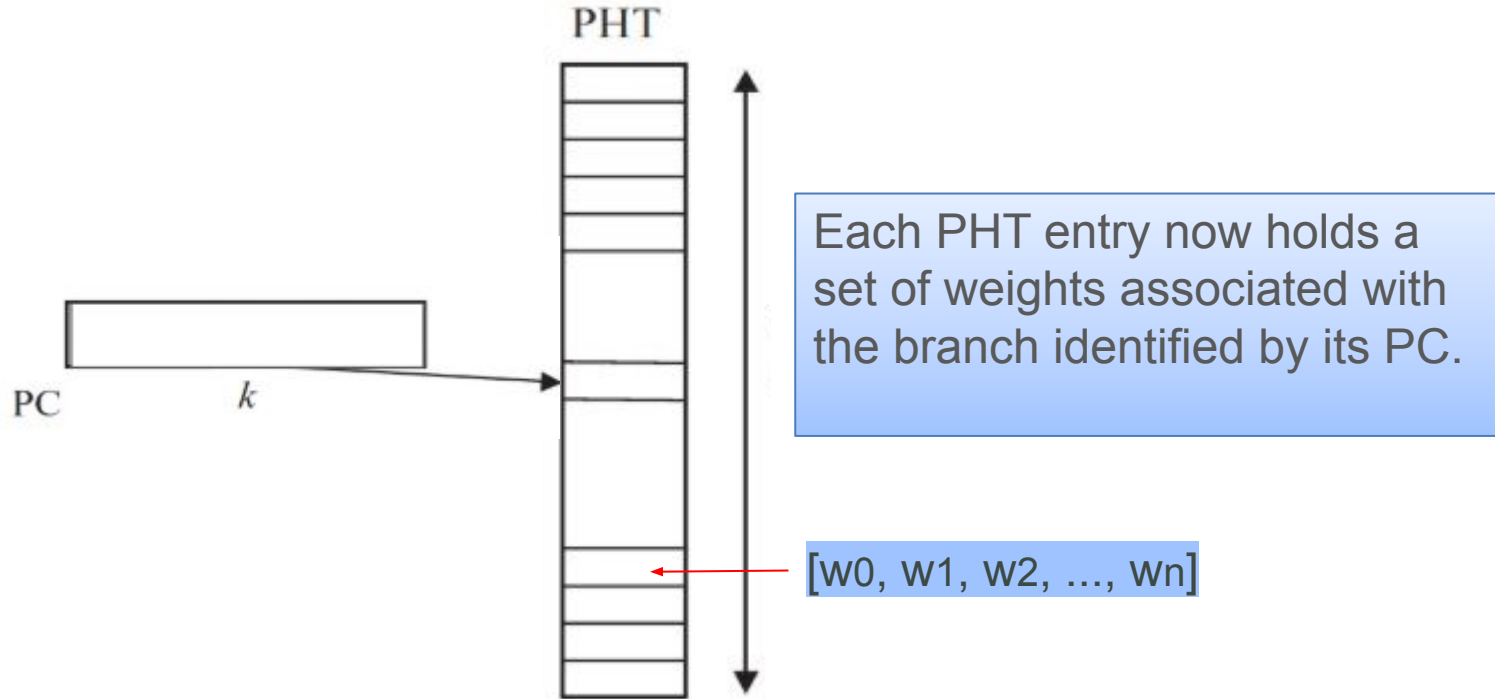 PHT
Each PHT entry now holds a
set of weights associated with
the branch identified by its PC.
PC
k
[w0, w1, w2, ..., wn]